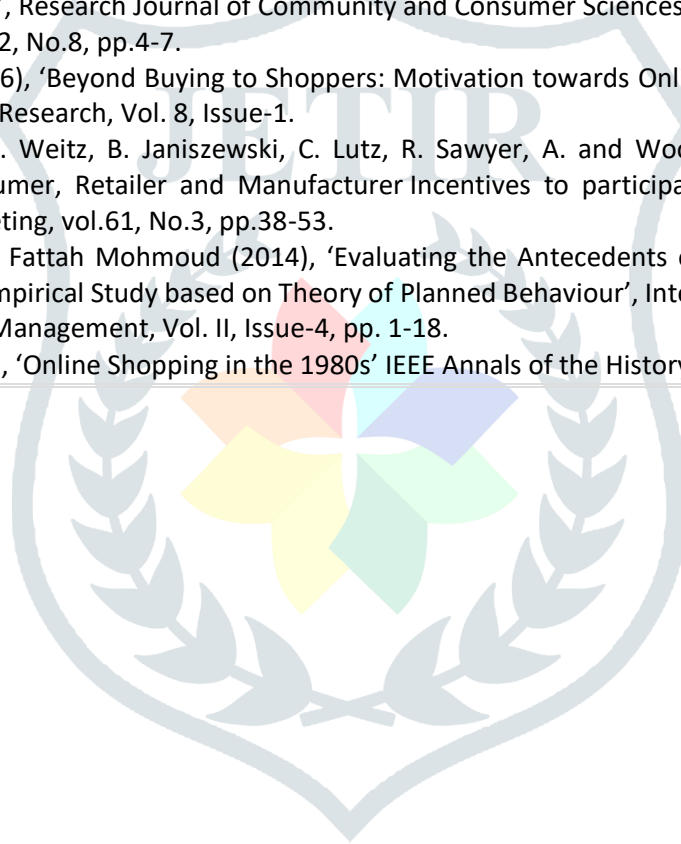 ’, Research Journal of Community and Consumer Sciences
2, No.8, pp.4-7.
6), ‘Beyond Buying to Shoppers: Motivation towards Onl
Research, Vol. 8, Issue-1.
. Weitz, B. Janiszewski, C. Lutz, R. Sawyer, A. and Woo
umer, Retailer and Manufacturer Incentives to participa
eting, vol.61, No.3, pp.38-53.
Fattah Mohmoud (2014), ‘Evaluating the Antecedents
mpirical Study based on Theory of Planned Behaviour’, Inte
Management, Vol. II, Issue-4, pp. 1-18.
, ‘Online Shopping in the 1980s’ IEEE Annals of the History
JETIR